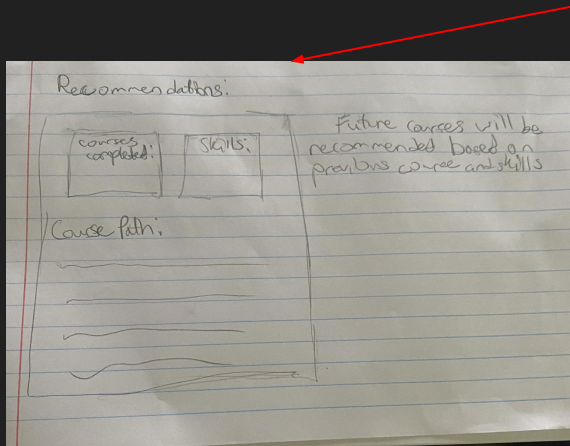 Recommendations:
courses
completed:
Skills:
Future courses will be
recommended based on
previous course and skills
Course Path: